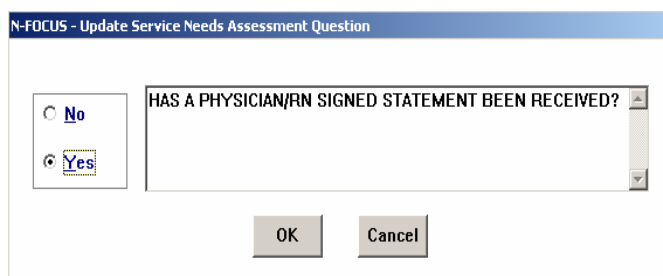 N-FOCUS - Update Service Needs Assessment Question
HAS A PHYSICIAN/RN SIGNED STATEMENT BEEN RECEIVED?
No
Yes
OK Cancel